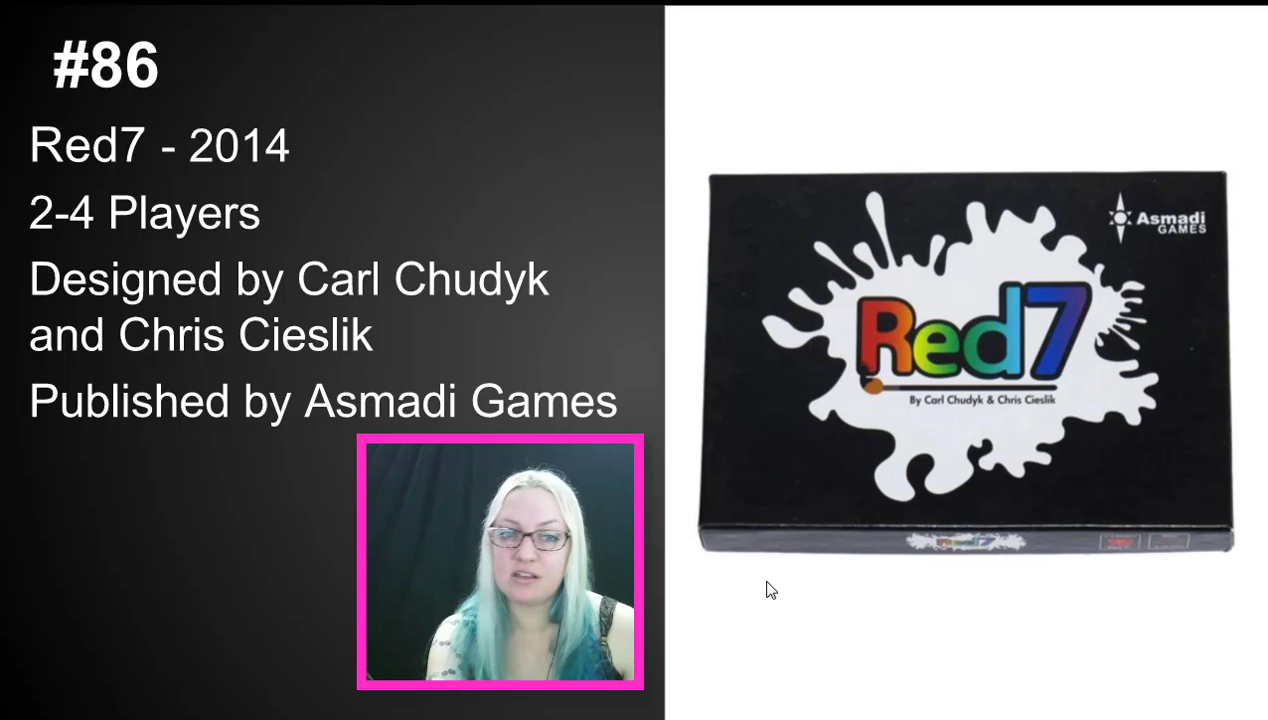 #86
Red7 - 2014
2-4 Players
Designed by Carl Chudyk
and Chris Cieslik
Published by Asmadi Games
Asmadi
GAMES
Red7
By Carl Chudyk & Chris Cieslik
Red7